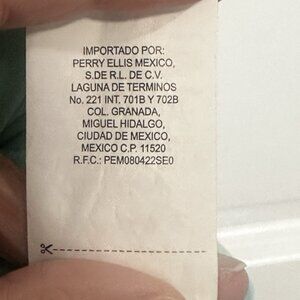 IMPORTADO POR:
PERRY ELLIS MEXICO,
S.DE R.L. DE C.V.
LAGUNA DE TERMINOS
No. 221 INT. 701B Y 702B
COL. GRANADA,
MIGUEL HIDALGO,
CIUDAD DE MEXICO,
MEXICO C.P. 11520
R.F.C.: PEM080422SE0